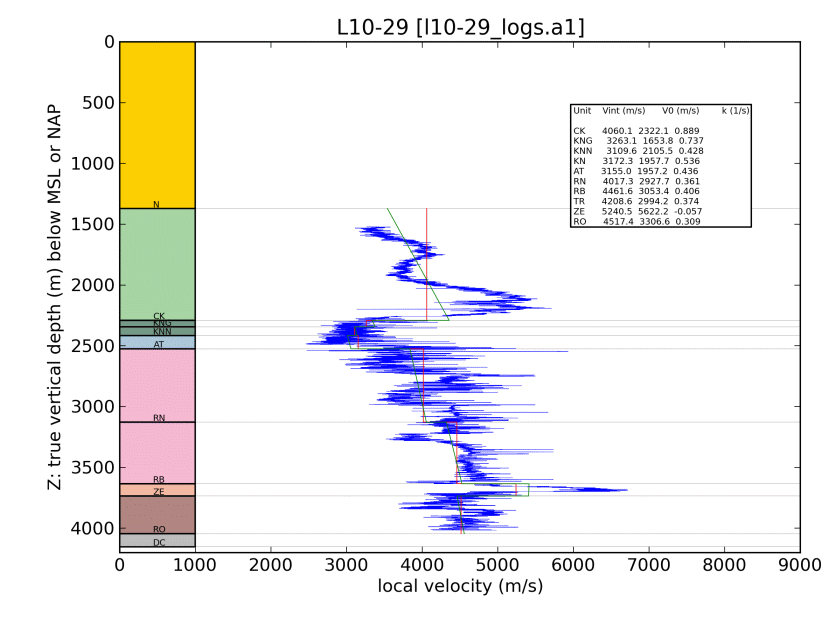 L10-29 [l10-29_logs.a1]
Z: true vertical depth (m) below MSL or NAP
0
500
1000
1500
2000
2500
3000
3500
4000
N
CK
KNG
KNN
AT
RN
RB
ZE
RO
DC
Unit Vint (m/s) V0 (m/s) k (1/s)
CK 4060.1 2322.1 0.889
KNG 3263.1 1653.8 0.737
KNN 3109.6 2105.5 0.428
KN 3172.3 1957.7 0.536
AT 3155.0 1957.2 0.436
RN 4017.3 2927.7 0.361
RB 4461.6 3053.4 0.406
TR 4208.6 2994.2 0.374
ZE 5240.5 5622.2 -0.057
RO 4517.4 3306.6 0.309
0 1000 2000 3000 4000 5000 6000 7000 8000 9000
local velocity (m/s)